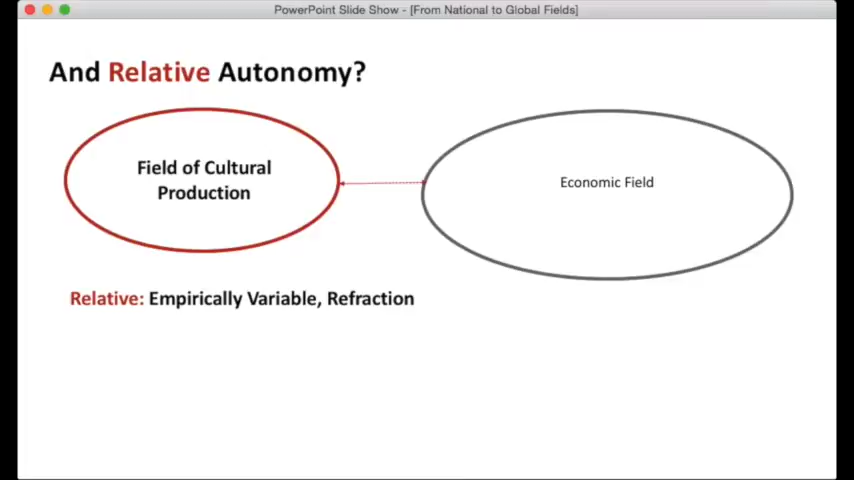 PowerPoint Slide Show - [From National to Global Fields]
And Relative Autonomy?
Field of Cultural
Production
Economic Field
Relative: Empirically Variable, Refraction